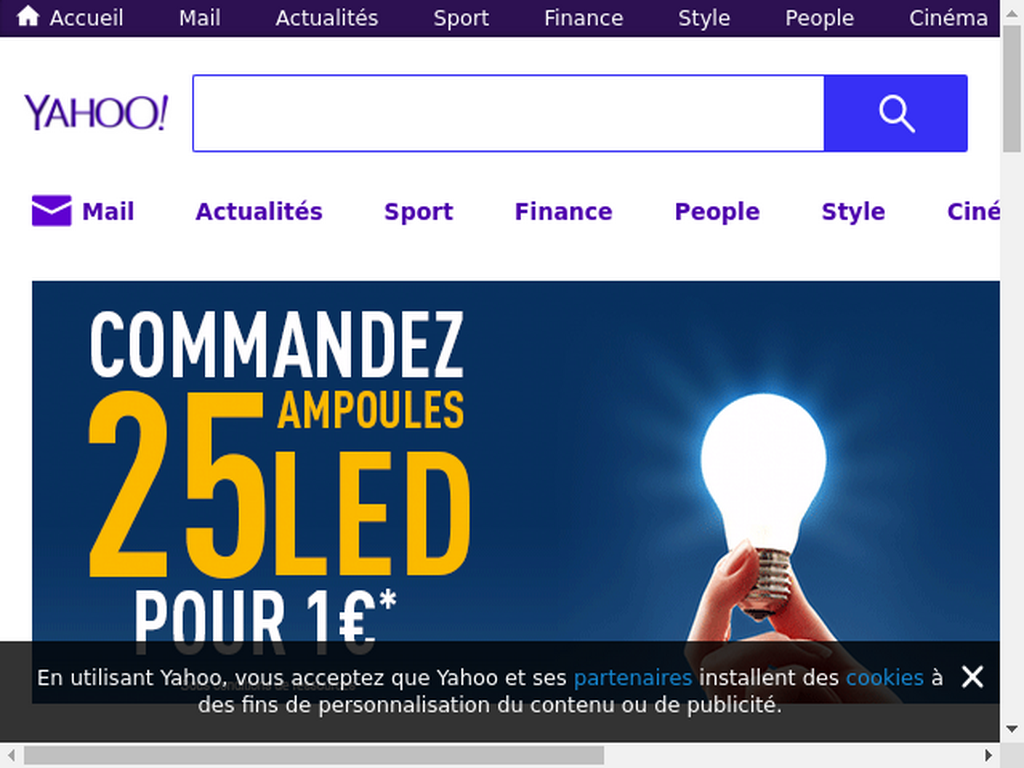 Accueil Mail Actualités Sport Finance Style People Cinéma
YAHOO!
Mail Actualités Sport Finance People Style Ciné
COMMANDEZ
25 AMPOULES
LED
POUR 1€*
En utilisant Yahoo, vous acceptez que Yahoo et ses partenaires installent des cookies à
des fins de personnalisation du contenu ou de publicité.